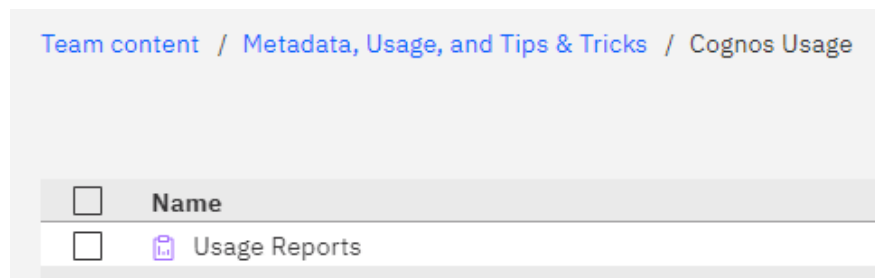 Team content / Metadata, Usage, and Tips & Tricks / Cognos Usage
Name
Usage Reports